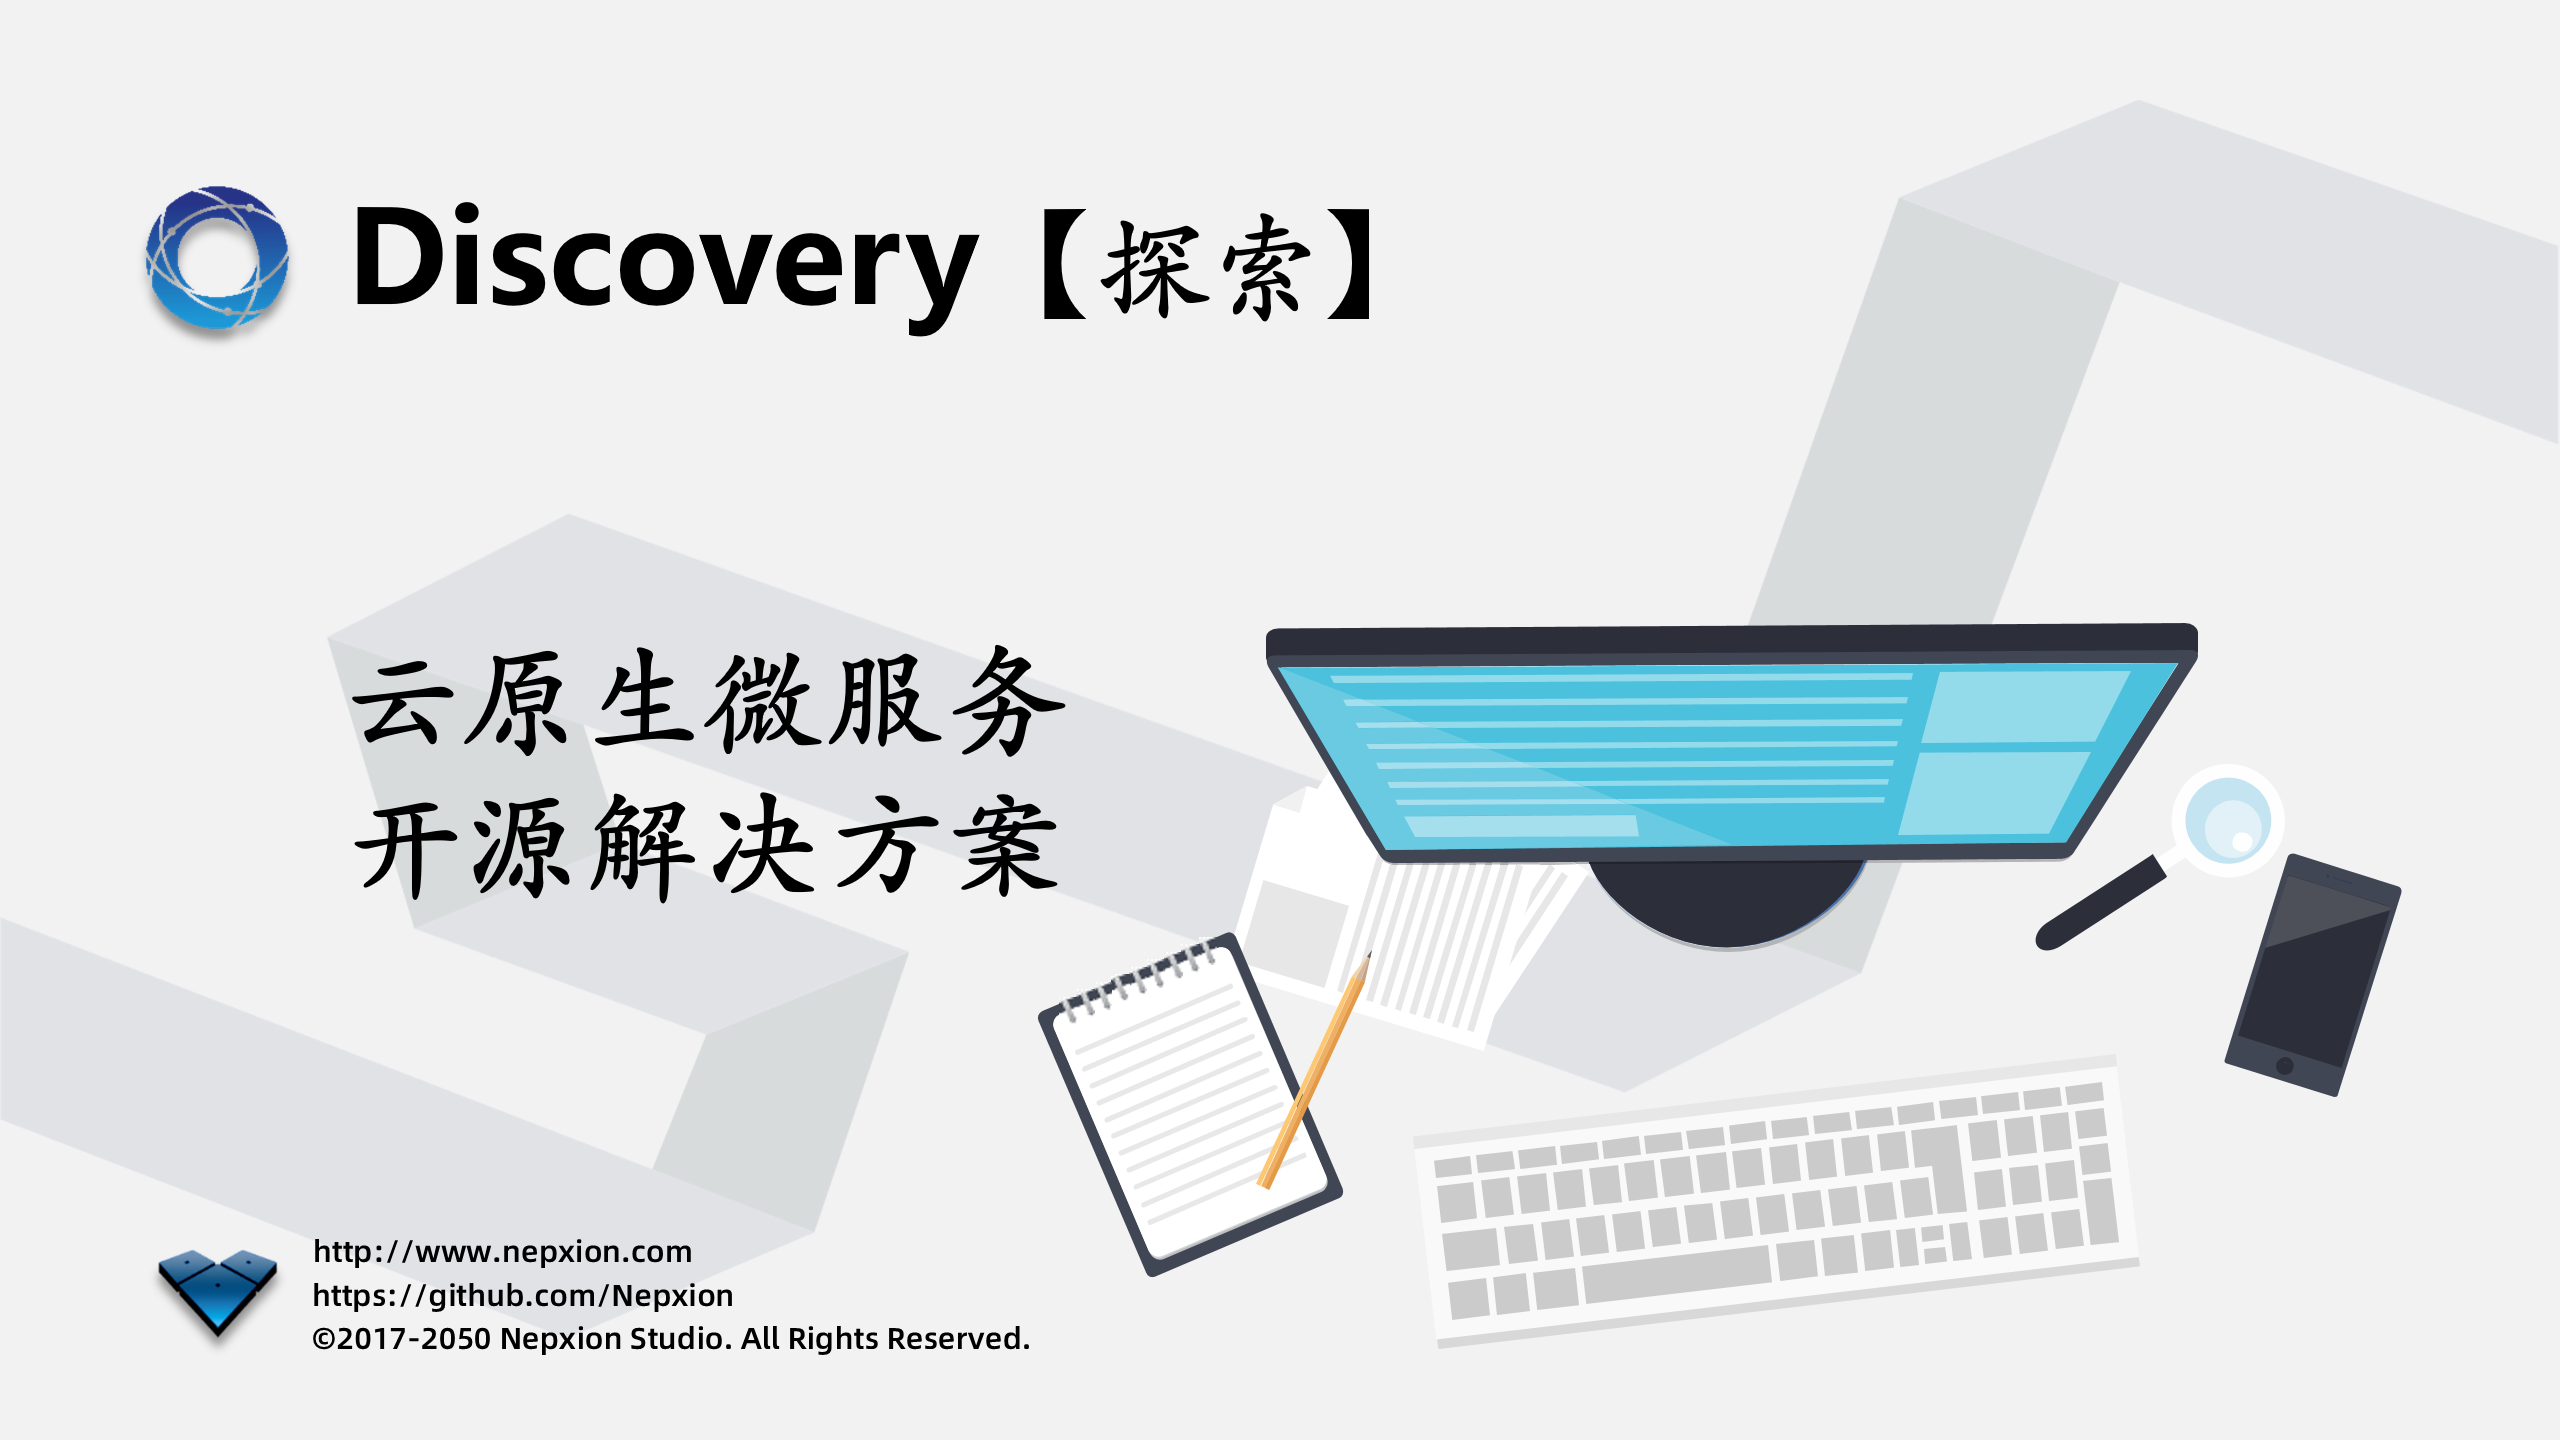 Discovery【探索】
云原生微服务
开源解决方案
http://www.nepxion.com
https://github.com/Nepxion
©2017-2050 Nepxion Studio. All Rights Reserved.